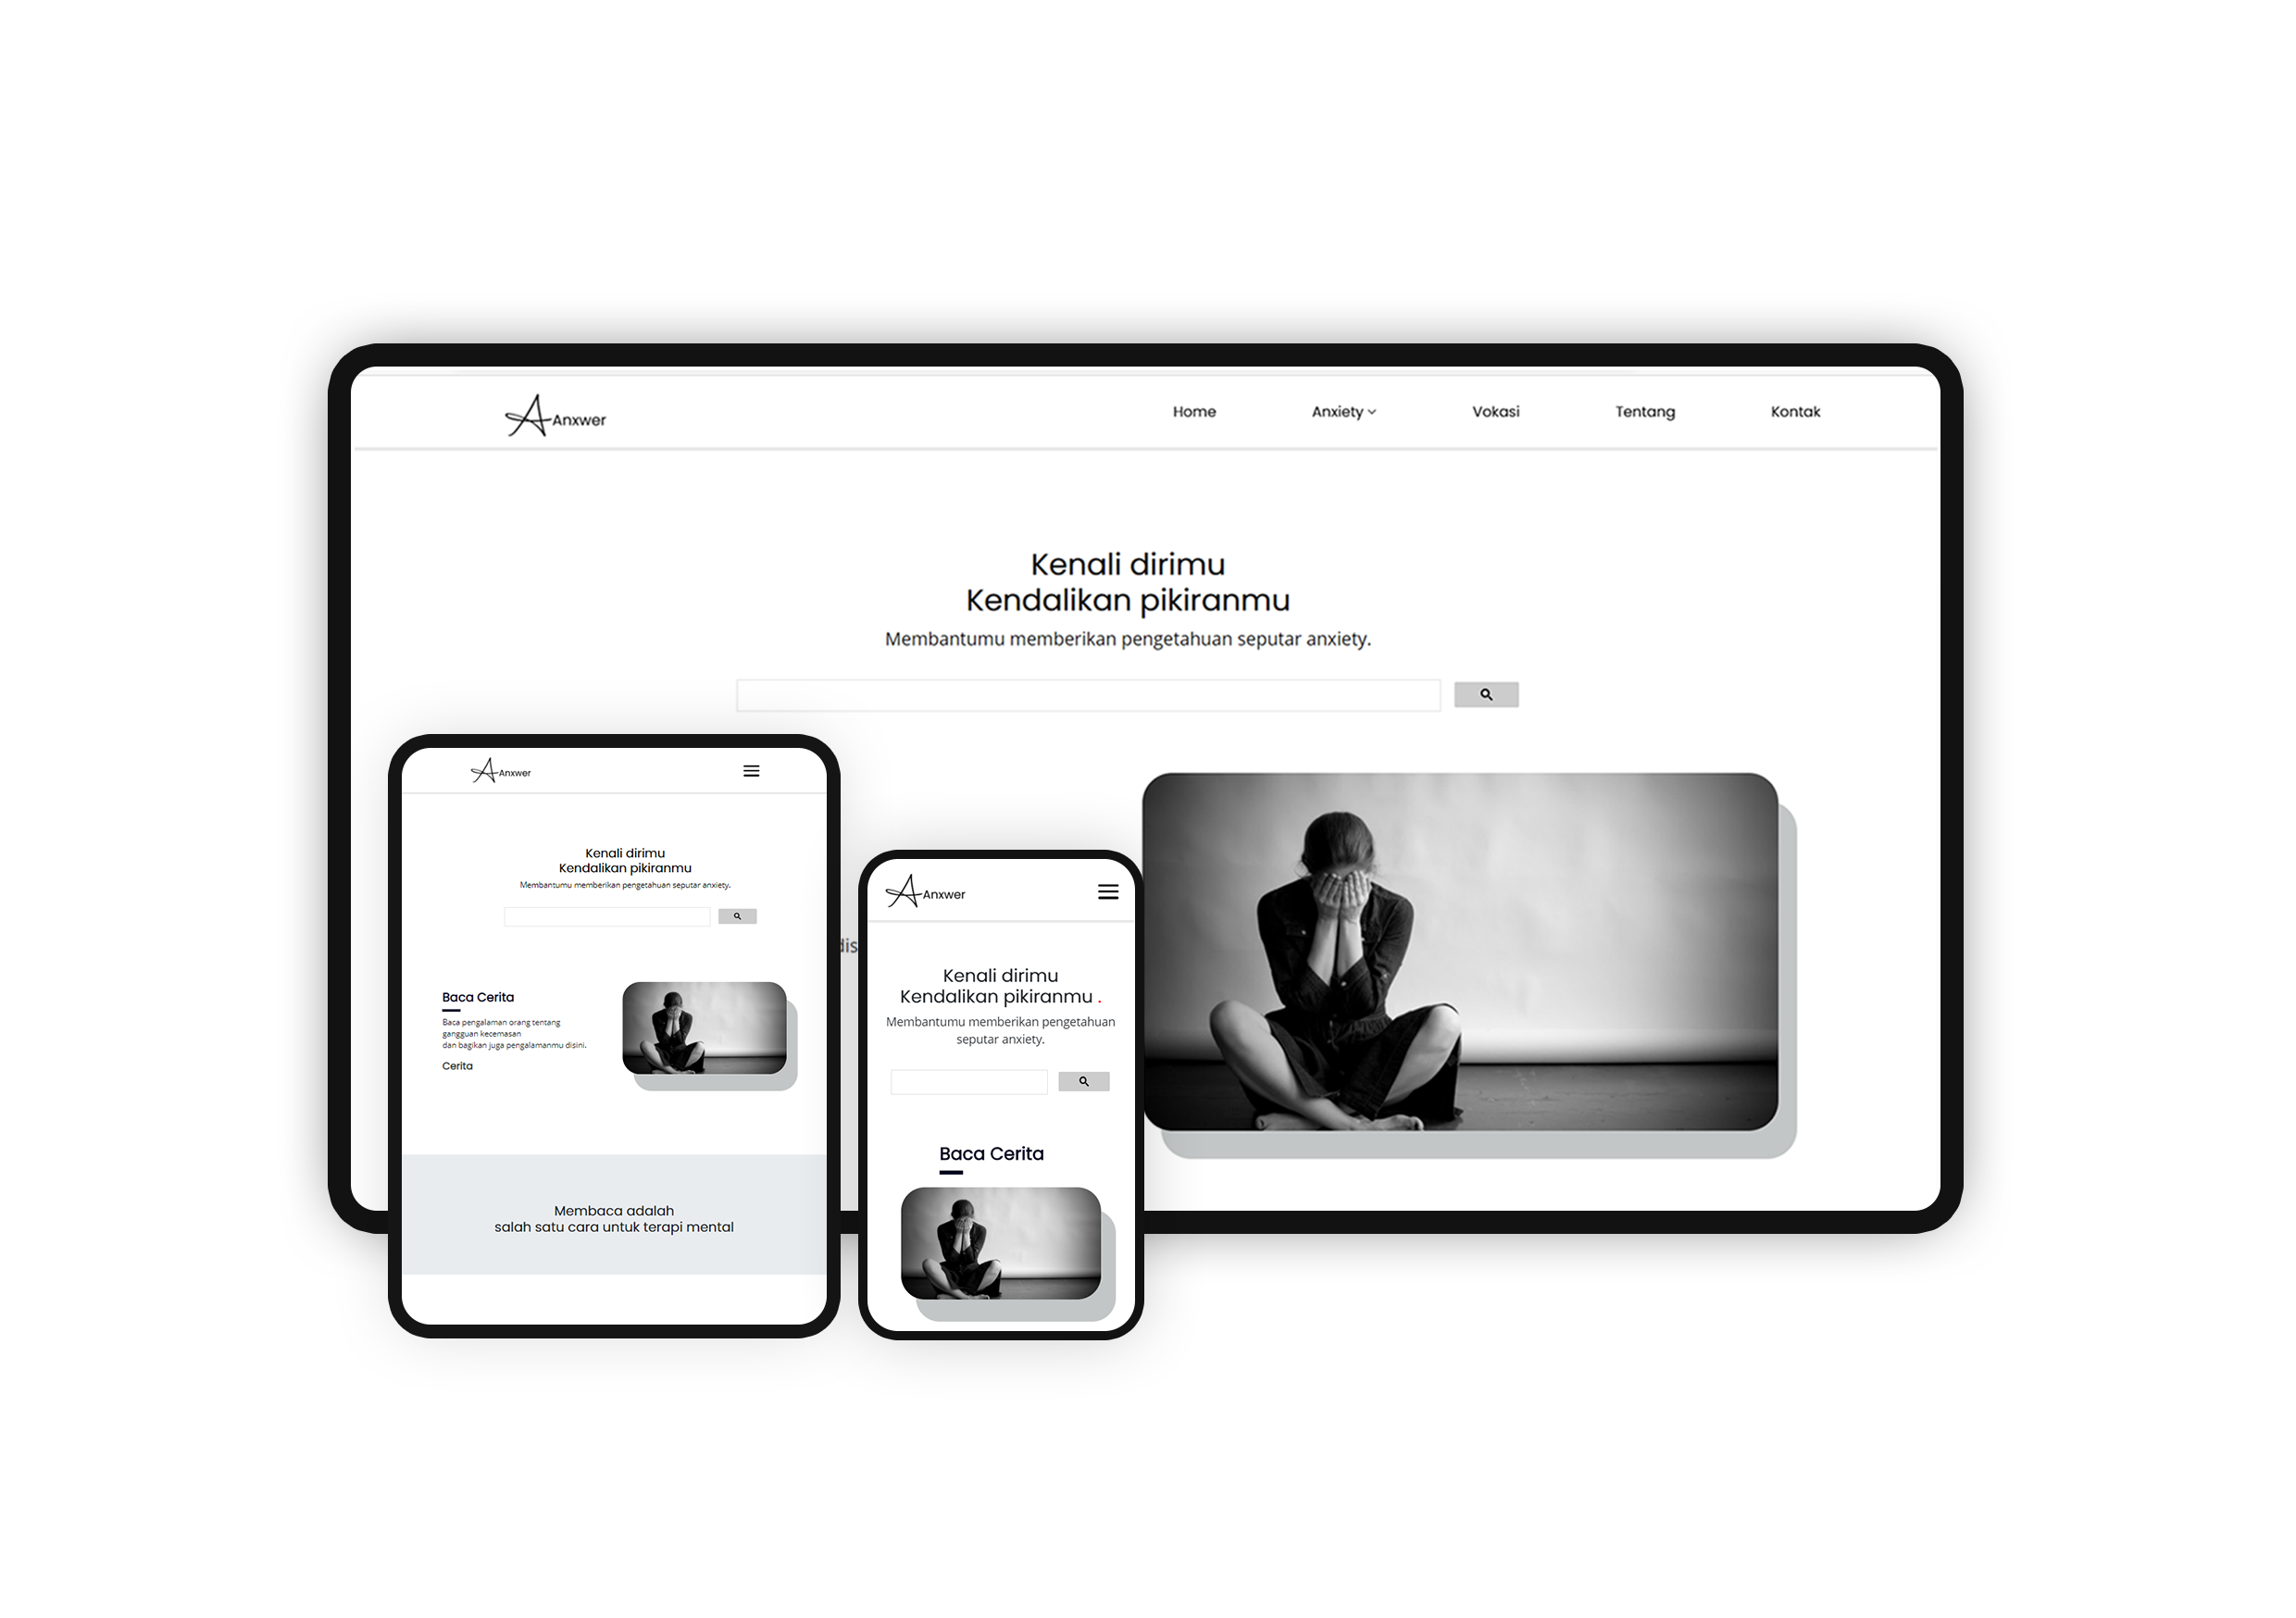 Anxwer
Home
Anxiety
Vokasi
Tentang
Kontak
Kenali dirimu
Kendalikan pikiranmu
Membantumu memberikan pengetahuan seputar anxiety.
Anxwer
Kenali dirimu
Kendalikan pikiranmu
Membantumu memberikan pengetahuan seputar anxiety.
Baca Cerita
Baca pengalaman orang tentang
gangguan kecemasan
dan bagikan juga pengalamanmu disini.
Cerita
Membaca adalah
salah satu cara untuk terapi mental
dis
Anxwer
Kenali dirimu
Kendalikan pikiranmu .
Membantumu memberikan pengetahuan
seputar anxiety.
Baca Cerita